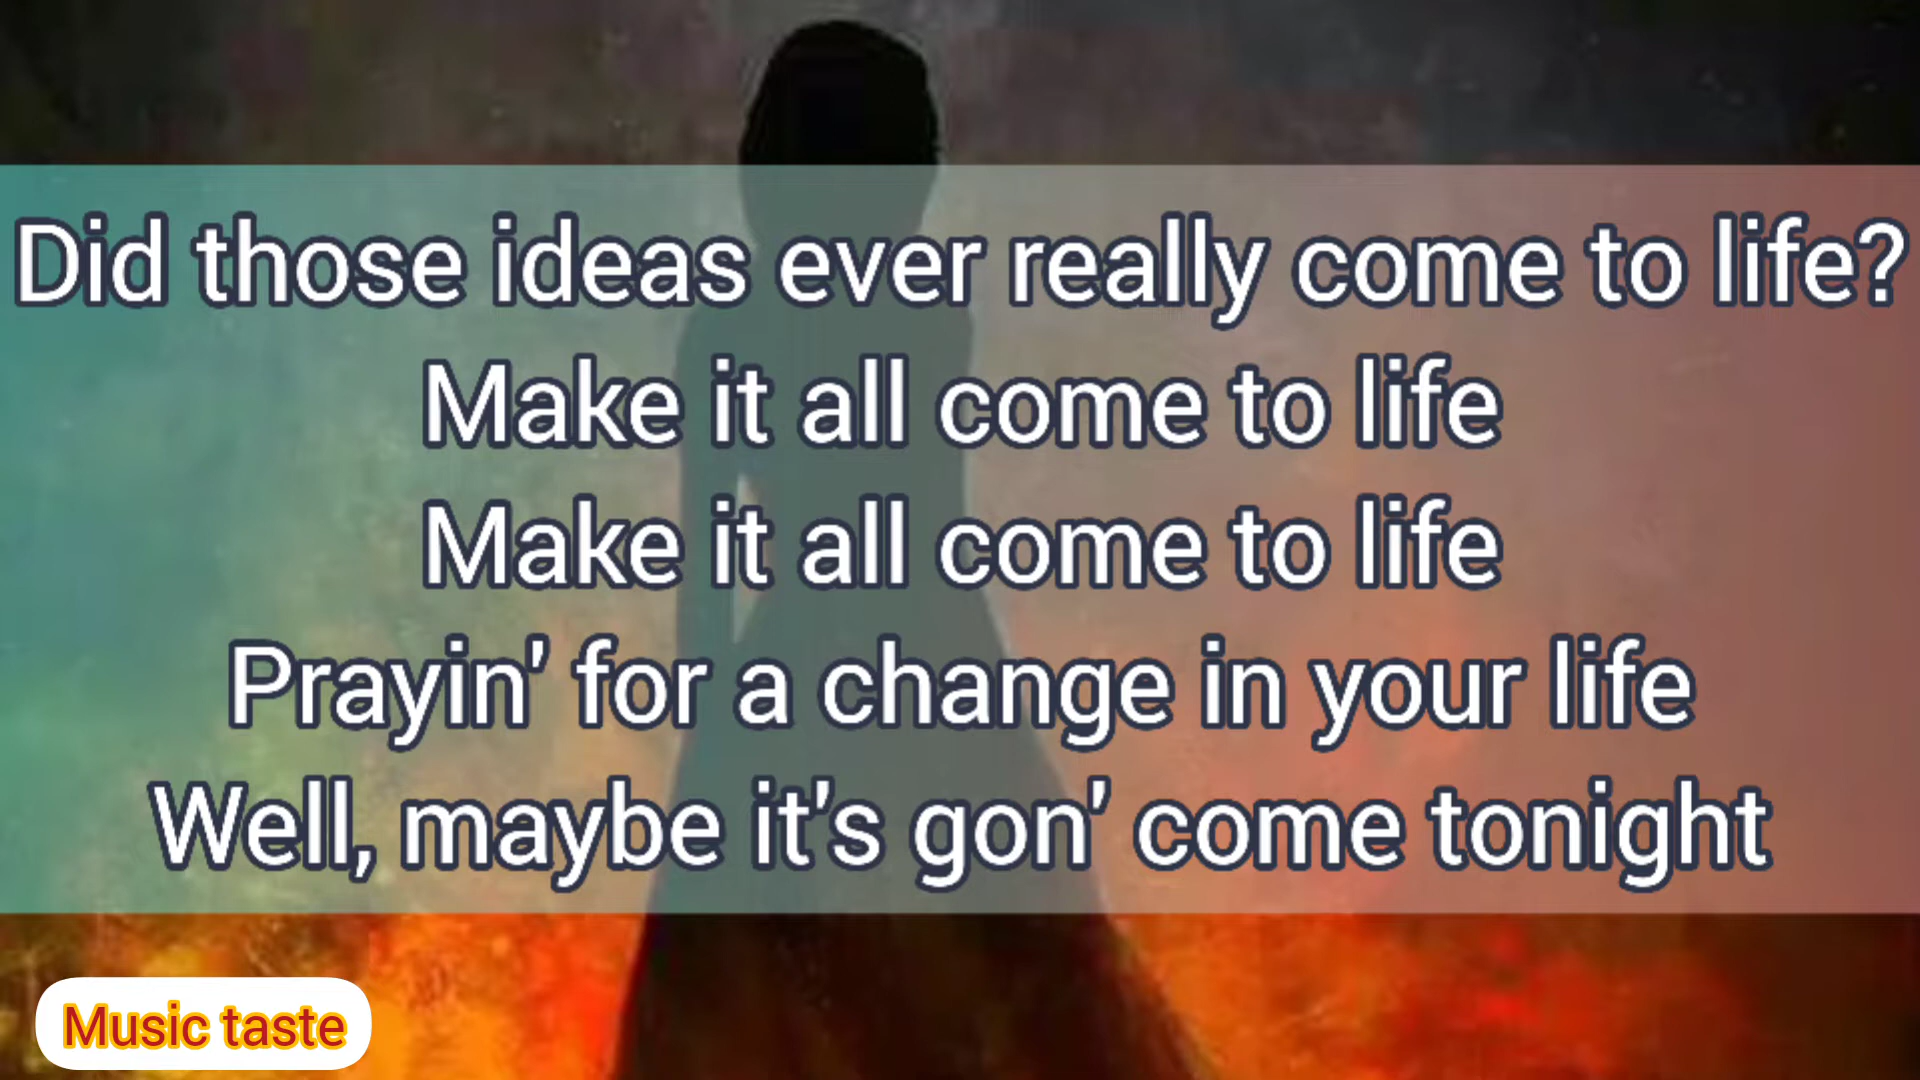 Did those ideas ever really come to life?
Make it all come to life
Make it all come to life
Prayin' for a change in your life
Well, maybe it's gon' come tonight
Music taste